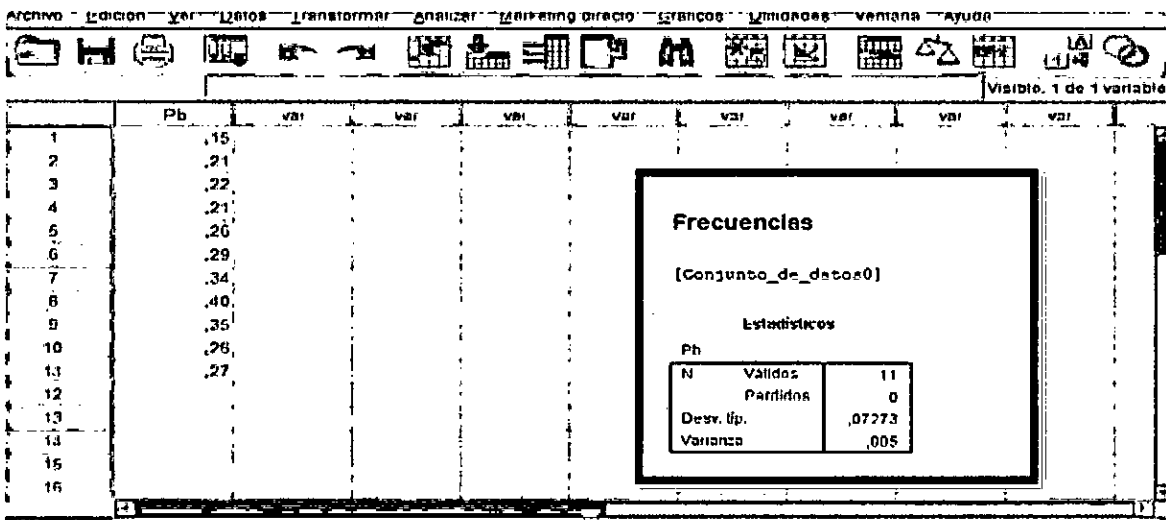 Archivo Edición Ver Datos Transformar Analizar Marketing directo Gráficos Utilidades Ventana Ayuda
Visible. 1 de 1 variable
Pb var var var var var var var var
1 ,15
2 ,21
3 ,22
4 ,21
5 ,26
6 ,29
7 ,34
8 ,40
9 ,35
10 ,26
11 ,27
12
13
14
15
16
Frecuencias
[Conjunto_de_datos0]
Estadísticos
Pb
N Válidos 11
Perdidos 0
Desv. típ. ,07273
Varianza ,005